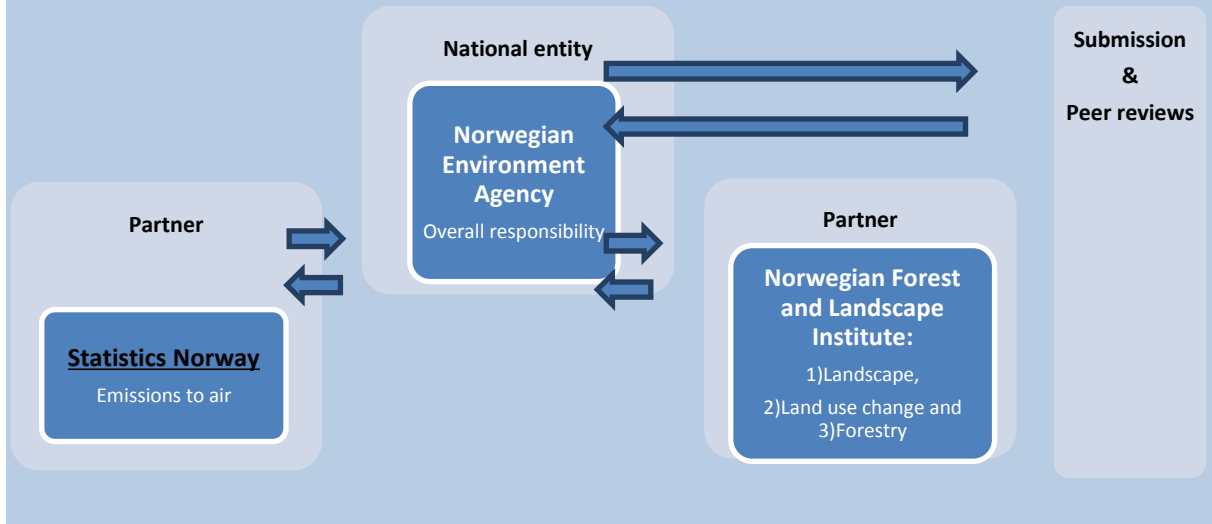 National entity
Norwegian
Environment
Agency
Overall responsibility
Submission
&
Peer reviews
Partner
Statistics Norway
Emissions to air
Partner
Norwegian Forest
and Landscape
Institute:
1)Landscape,
2)Land use change and
3)Forestry